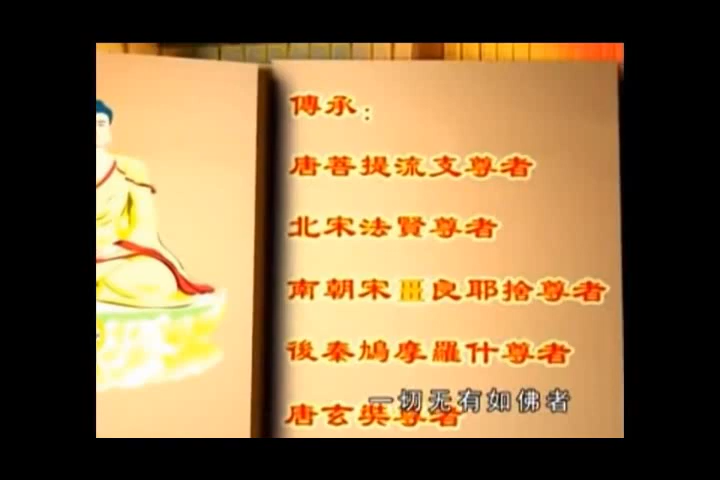 傳承：
唐菩提流支尊者
北宋法賢尊者
南朝宋畺良耶捨尊者
後秦鳩摩羅什尊者
唐玄奘尊者
一切无有如佛者